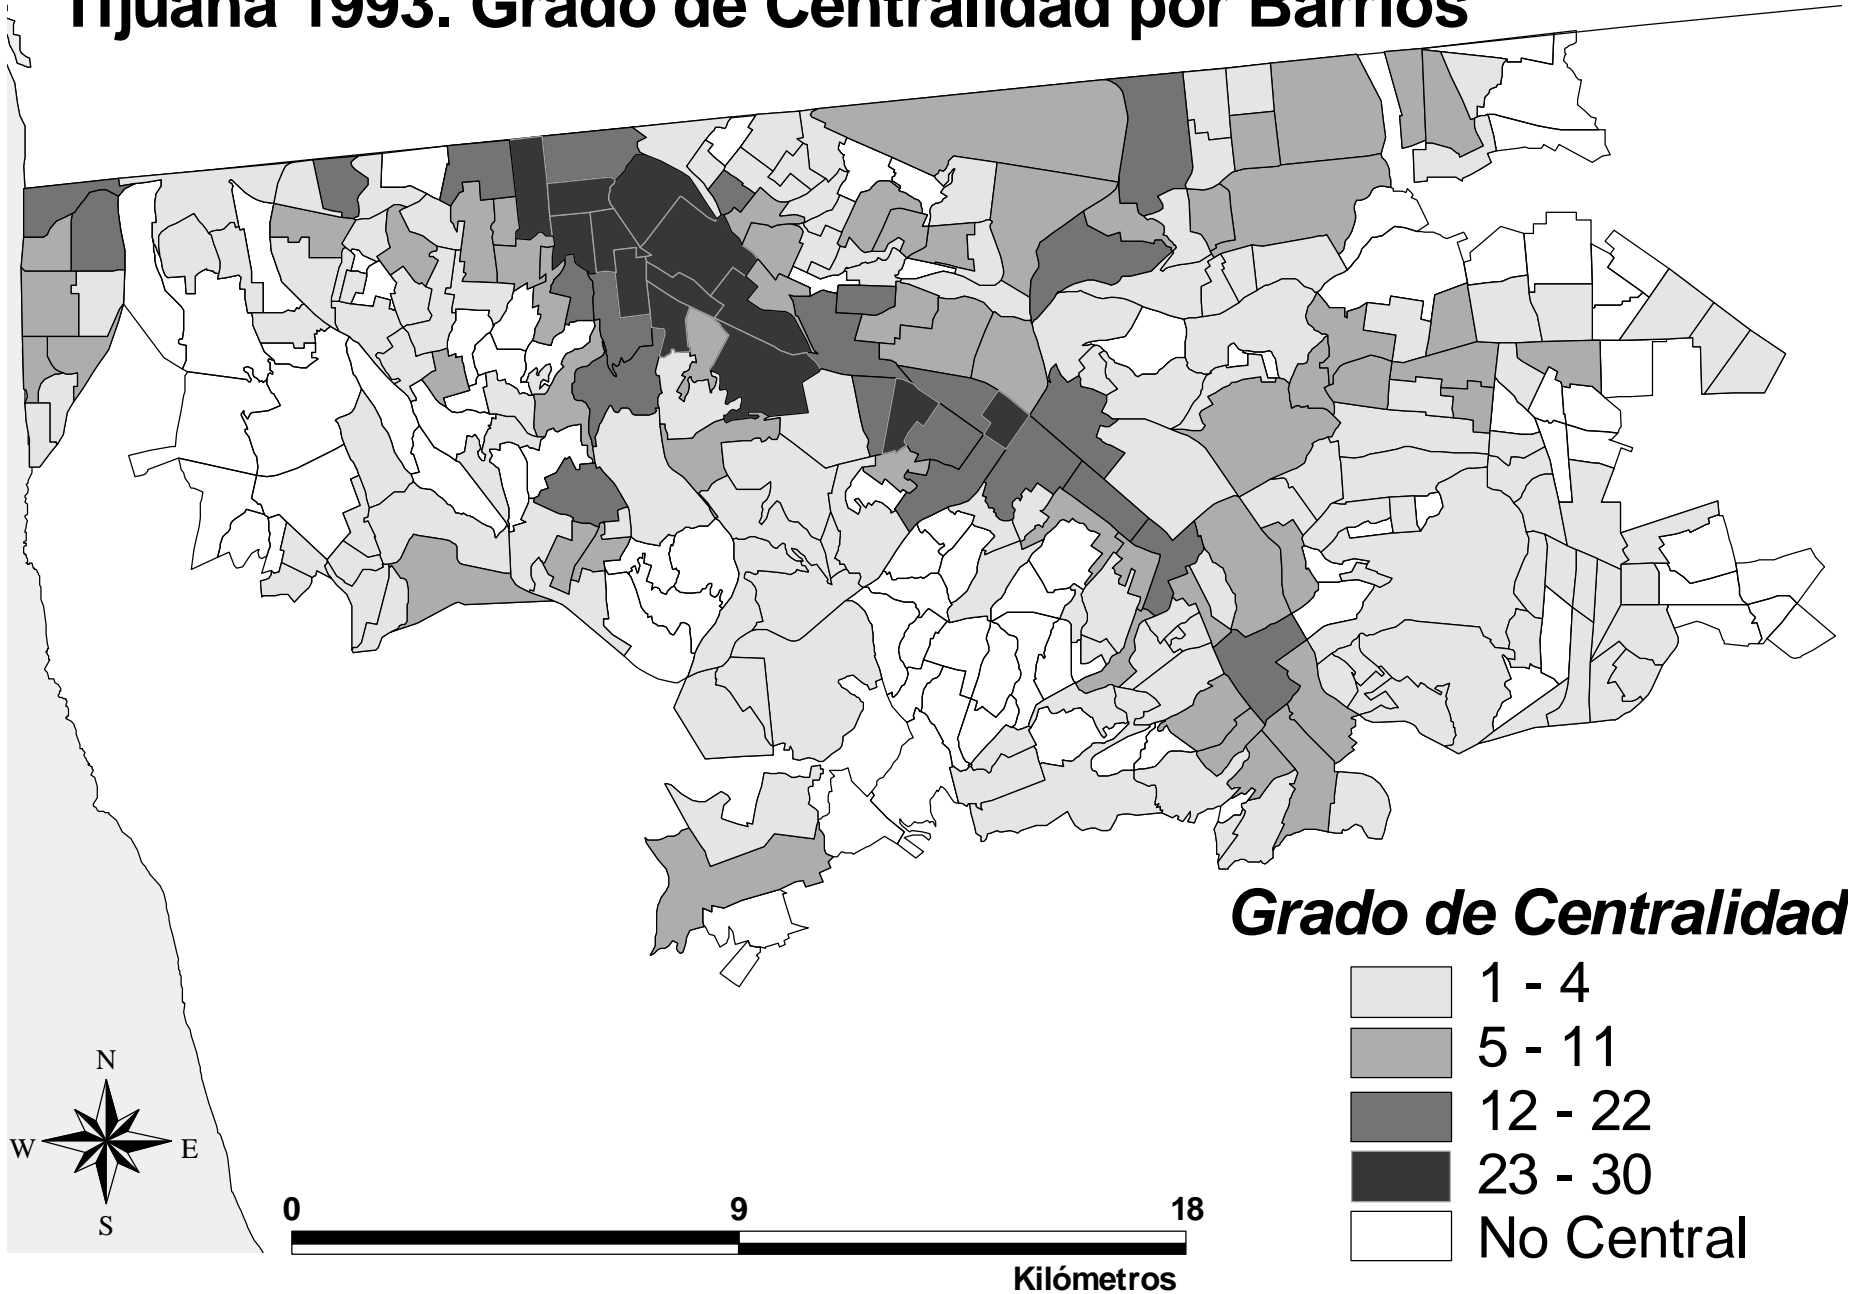 Tijuana 1993. Grado de Centralidad por Barrios
Grado de Centralidad
1 - 4
5 - 11
12 - 22
23 - 30
No Central
N
W E
S
0 9 18
Kilómetros